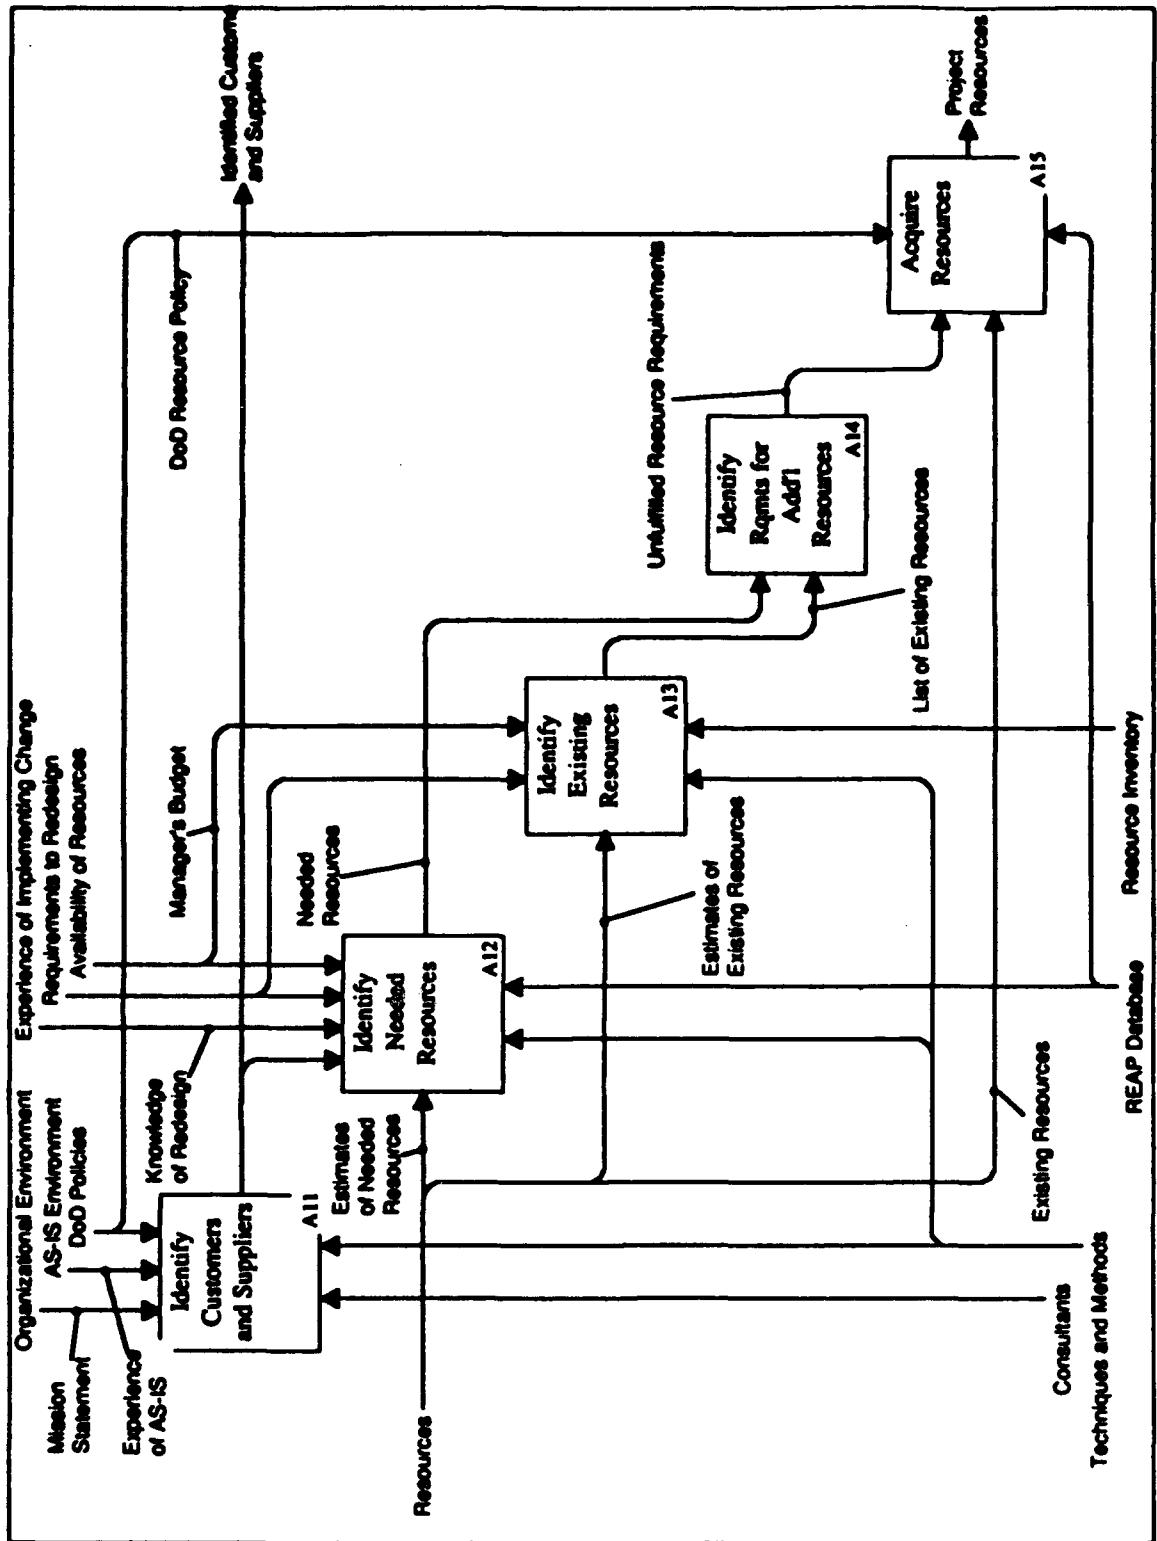 Organizational Environment
AS-IS Environment
DoD Policies
Experience of Implementing Change
Requirements to Redesign
Availability of Resources
Mission
Statement
Experience
of AS-IS
Knowledge
of Redesign
Manager's Budget
DoD Resource Policy
Identified Custome
and Suppliers
Identify
Customers
and Suppliers
A11
Estimates
of Needed
Resources
Identify
Needed
Resources
A12
Needed
Resources
Identify
Existing
Resources
A13
Estimates of
Existing Resources
Identify
Rqmts for
Add'l
Resources
A14
Unfulfilled Resource Requirements
List of Existing Resources
Acquire
Resources
A15
Project
Resources
Resources
Existing Resources
Consultants
Techniques and Methods
REAP Database
Resource Inventory